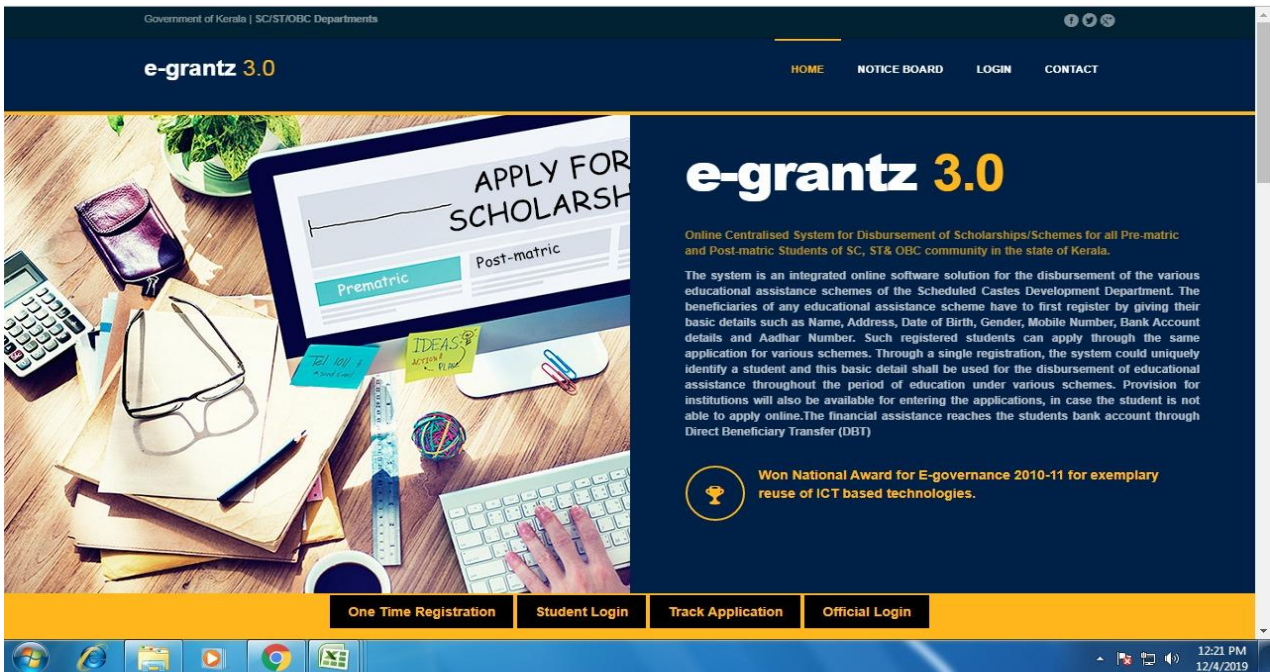 Government of Kerala | SC/ST/OBC Departments
e-grantz 3.0
HOME NOTICE BOARD LOGIN CONTACT
APPLY FOR
SCHOLARSH
Prematric
Post-matric
IDEAS
PLAN
e-grantz 3.0
Online Centralised System for Disbursement of Scholarships/Schemes for all Pre-matric
and Post-matric Students of SC, ST& OBC community in the state of Kerala.
The system is an integrated online software solution for the disbursement of the various
educational assistance schemes of the Scheduled Castes Development Department. The
beneficiaries of any educational assistance scheme have to first register by giving their
basic details such as Name, Address, Date of Birth, Gender, Mobile Number, Bank Account
details and Aadhar Number. Such registered students can apply through the same
application for various schemes. Through a single registration, the system could uniquely
identify a student and this basic detail shall be used for the disbursement of educational
assistance throughout the period of education under various schemes. Provision for
institutions will also be available for entering the applications, in case the student is not
able to apply online.The financial assistance reaches the students bank account through
Direct Beneficiary Transfer (DBT)
Won National Award for E-governance 2010-11 for exemplary
reuse of ICT based technologies.
One Time Registration Student Login Track Application Official Login
12:21 PM
12/4/2019